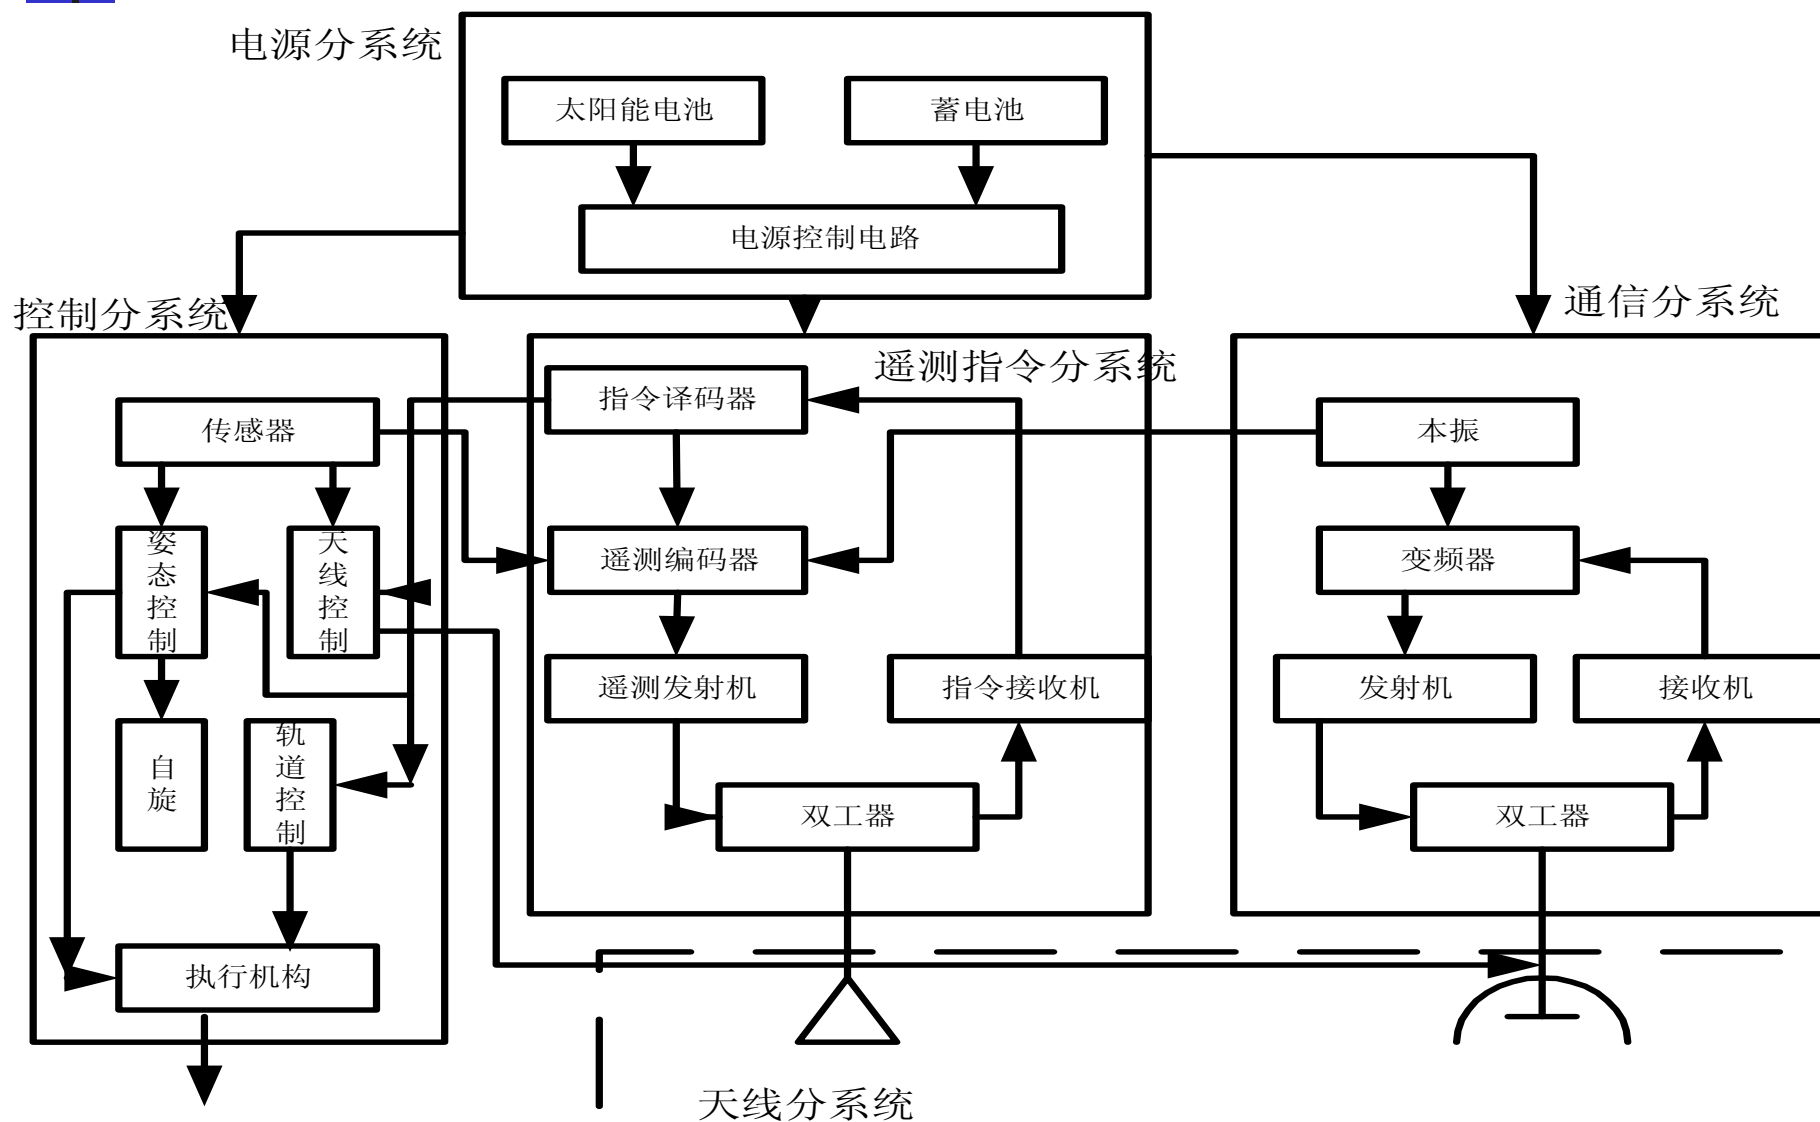 电源分系统
太阳能电池
蓄电池
电源控制电路
控制分系统
通信分系统
遥测指令分系统
指令译码器
传感器
本振
姿态控制
天线控制
遥测编码器
变频器
遥测发射机
指令接收机
发射机
接收机
自旋
轨道控制
双工器
双工器
执行机构
天线分系统